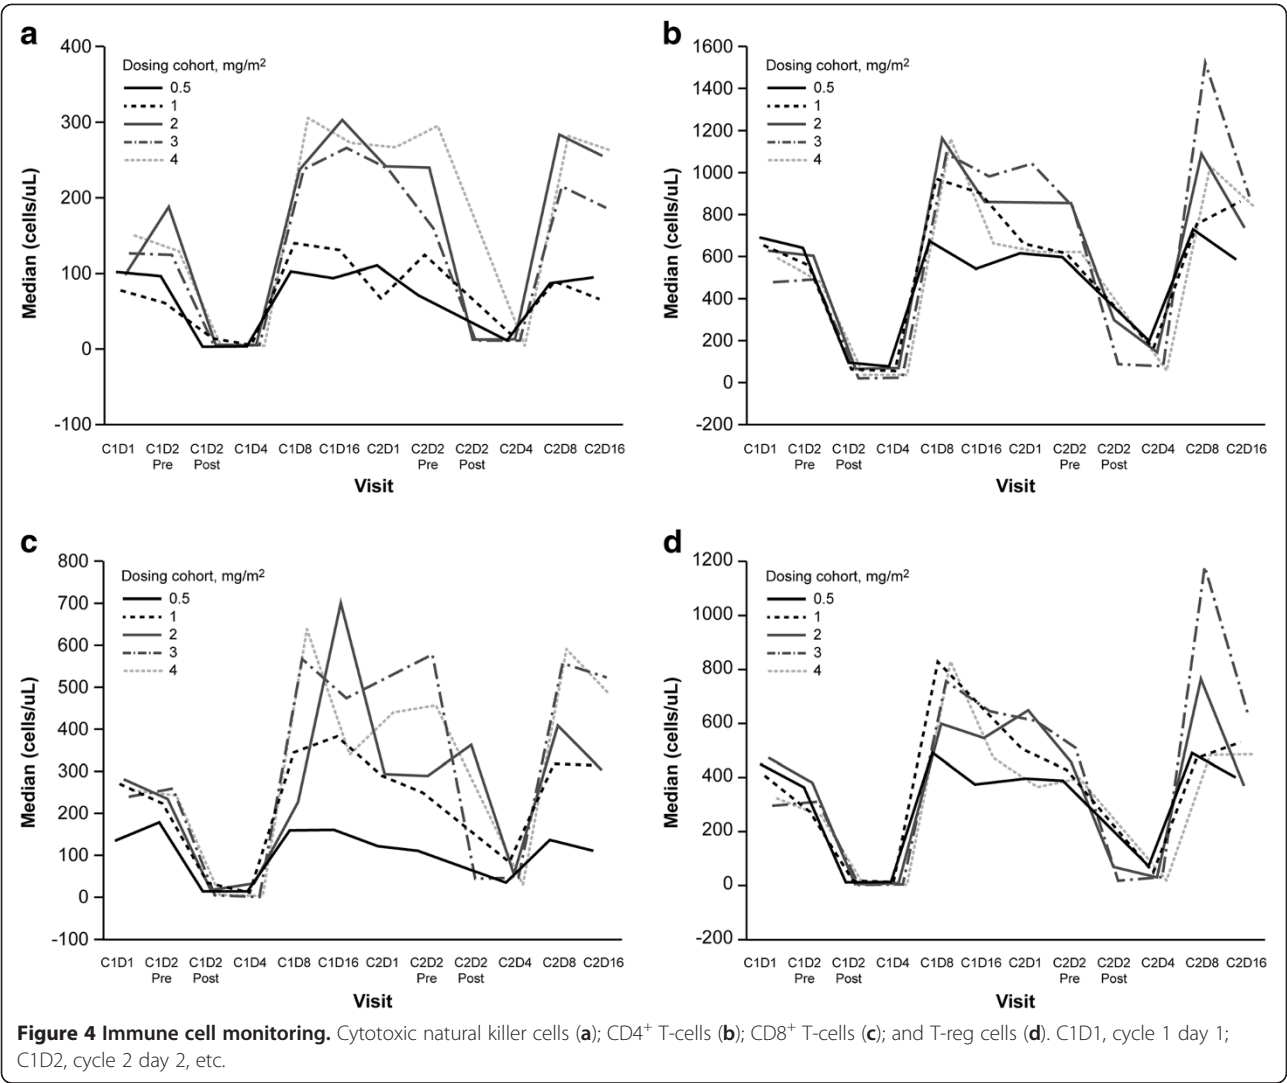 a
400
300
200
100
0
-100
Median (cells/uL)
Dosing cohort, mg/m2
0.5
1
2
3
4
C1D1 C1D2 Pre C1D2 Post C1D4 C1D8 C1D16 C2D1 C2D2 Pre C2D2 Post C2D4 C2D8 C2D16
Visit
b
1600
1400
1200
1000
800
600
400
200
0
-200
Median (cells/uL)
Dosing cohort, mg/m2
0.5
1
2
3
4
C1D1 C1D2 Pre C1D2 Post C1D4 C1D8 C1D16 C2D1 C2D2 Pre C2D2 Post C2D4 C2D8 C2D16
Visit
c
800
700
600
500
400
300
200
100
0
-100
Median (cells/uL)
Dosing cohort, mg/m2
0.5
1
2
3
4
C1D1 C1D2 Pre C1D2 Post C1D4 C1D8 C1D16 C2D1 C2D2 Pre C2D2 Post C2D4 C2D8 C2D16
Visit
d
1200
1000
800
600
400
200
0
-200
Median (cells/uL)
Dosing cohort, mg/m2
0.5
1
2
3
4
C1D1 C1D2 Pre C1D2 Post C1D4 C1D8 C1D16 C2D1 C2D2 Pre C2D2 Post C2D4 C2D8 C2D16
Visit
Figure 4 Immune cell monitoring. Cytotoxic natural killer cells (a); CD4+ T-cells (b); CD8+ T-cells (c); and T-reg cells (d). C1D1, cycle 1 day 1;
C1D2, cycle 2 day 2, etc.